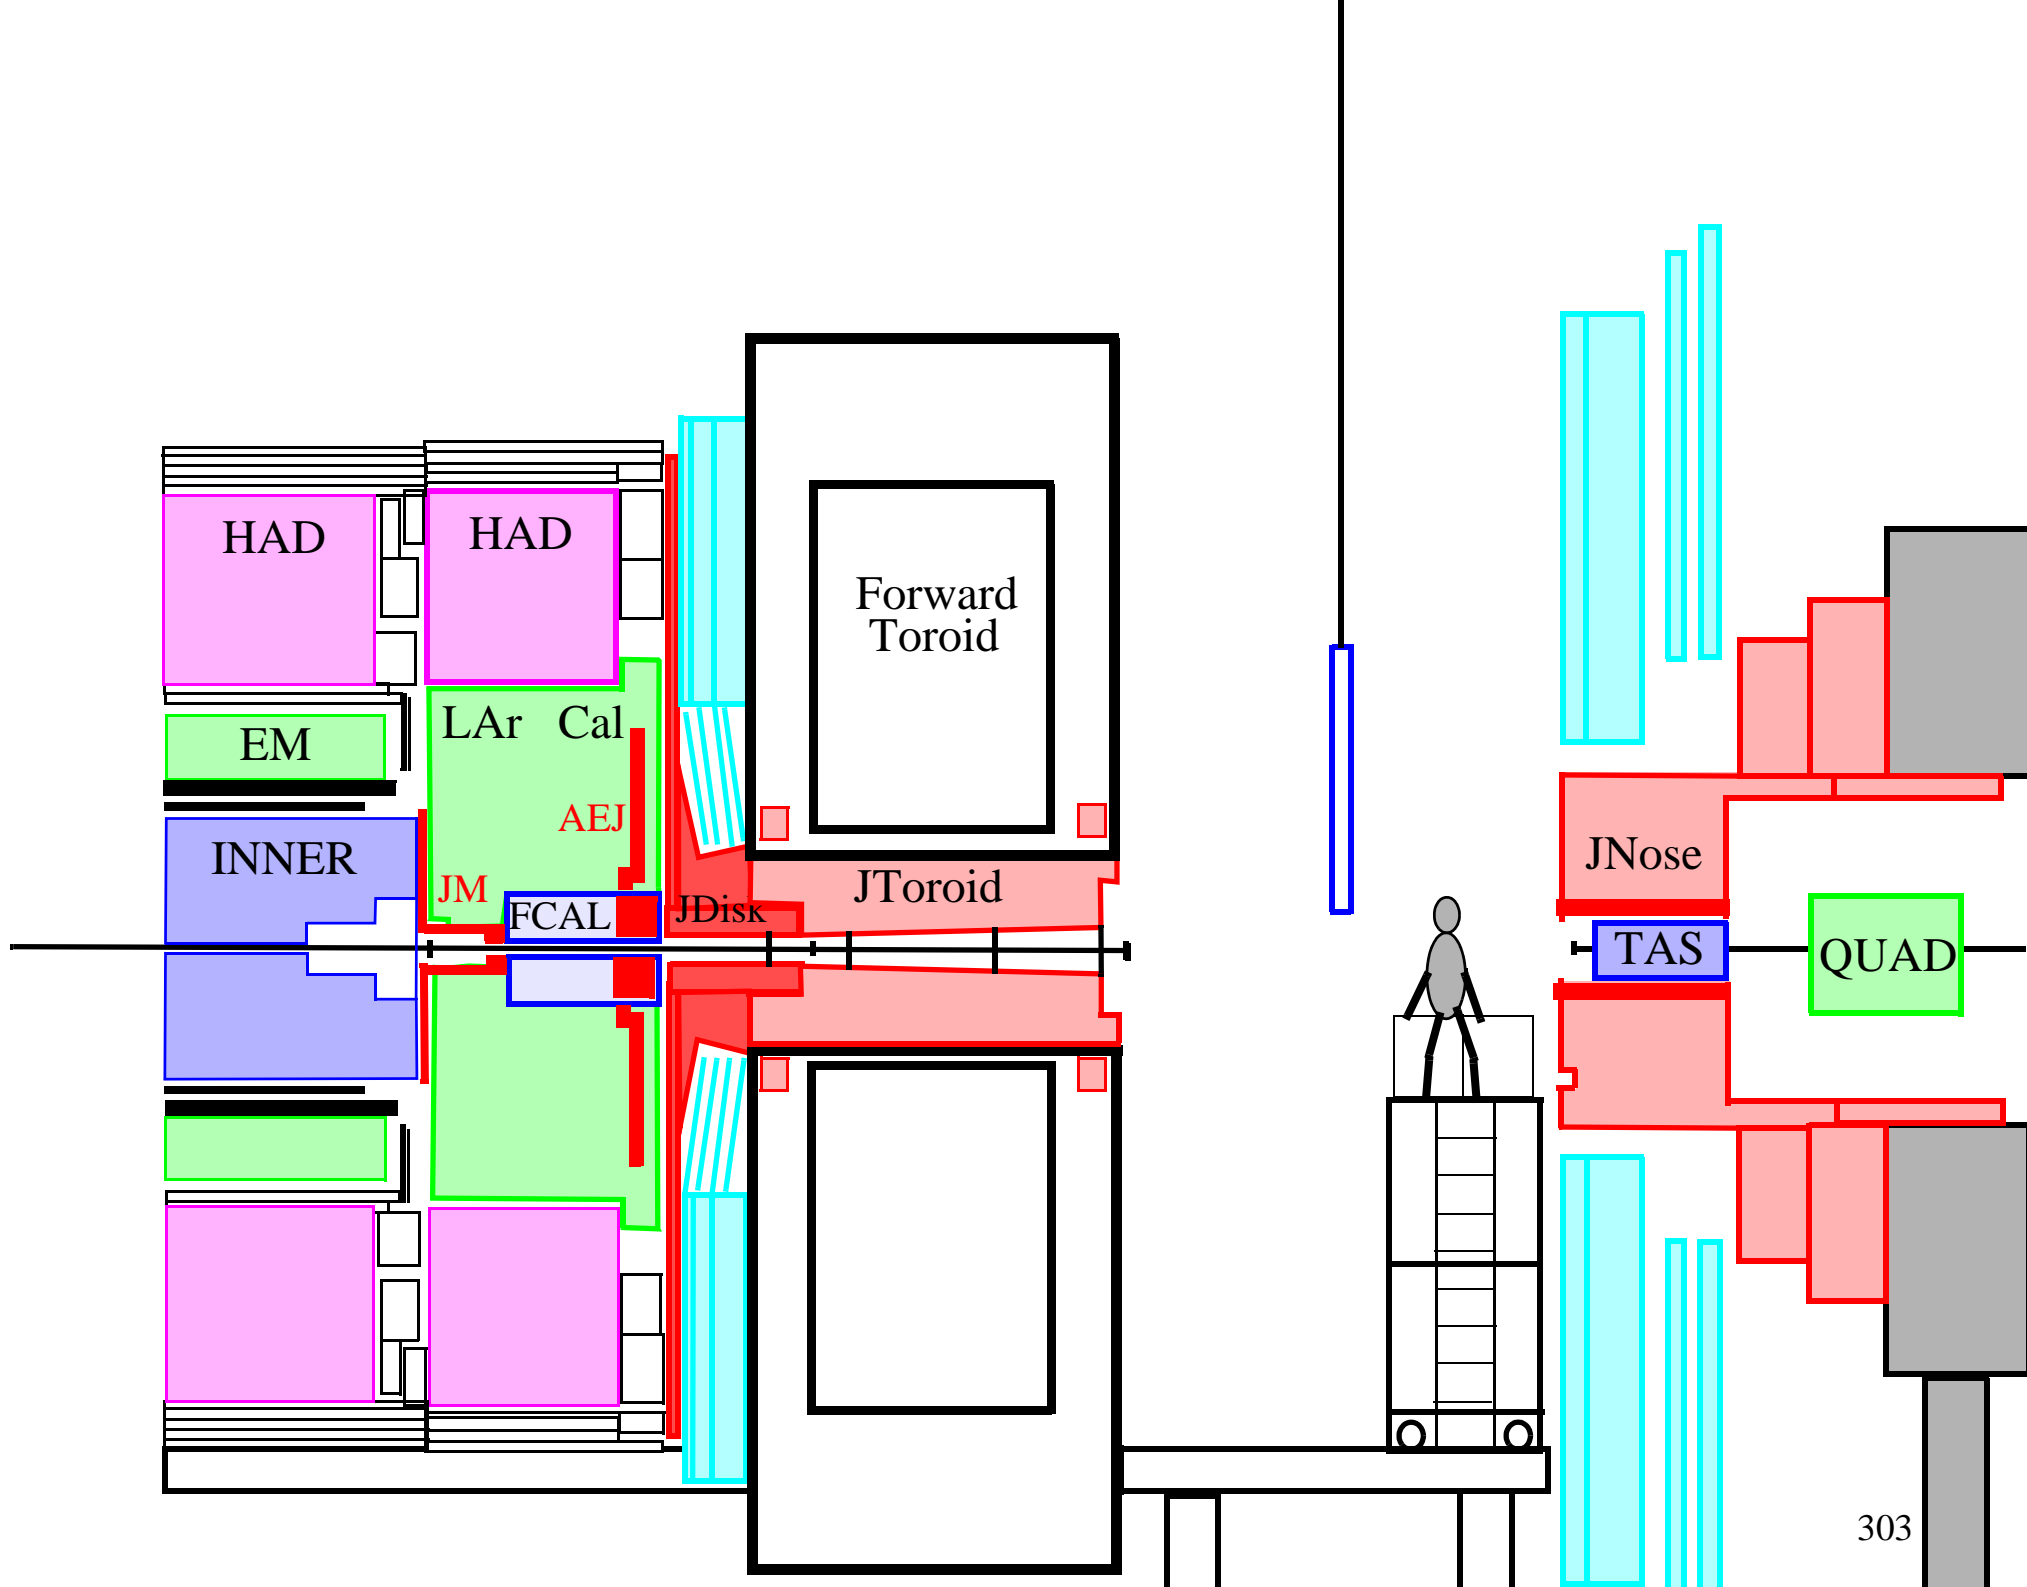 HAD
HAD
Forward
Toroid
LAr Cal
EM
AEJ
INNER
JM
JToroid
JNose
FCAL
JDisk
TAS
QUAD
303